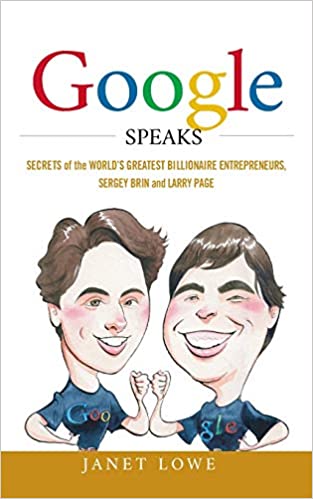 Google
SPEAKS
SECRETS of the WORLD'S GREATEST BILLIONAIRE ENTREPRENEURS,
SERGEY BRIN and LARRY PAGE
Goo gle
JANET LOWE